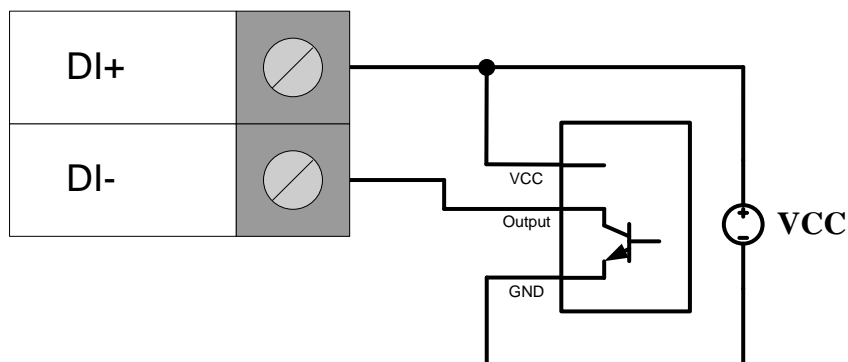 DI+
DI-
VCC
Output
GND
VCC